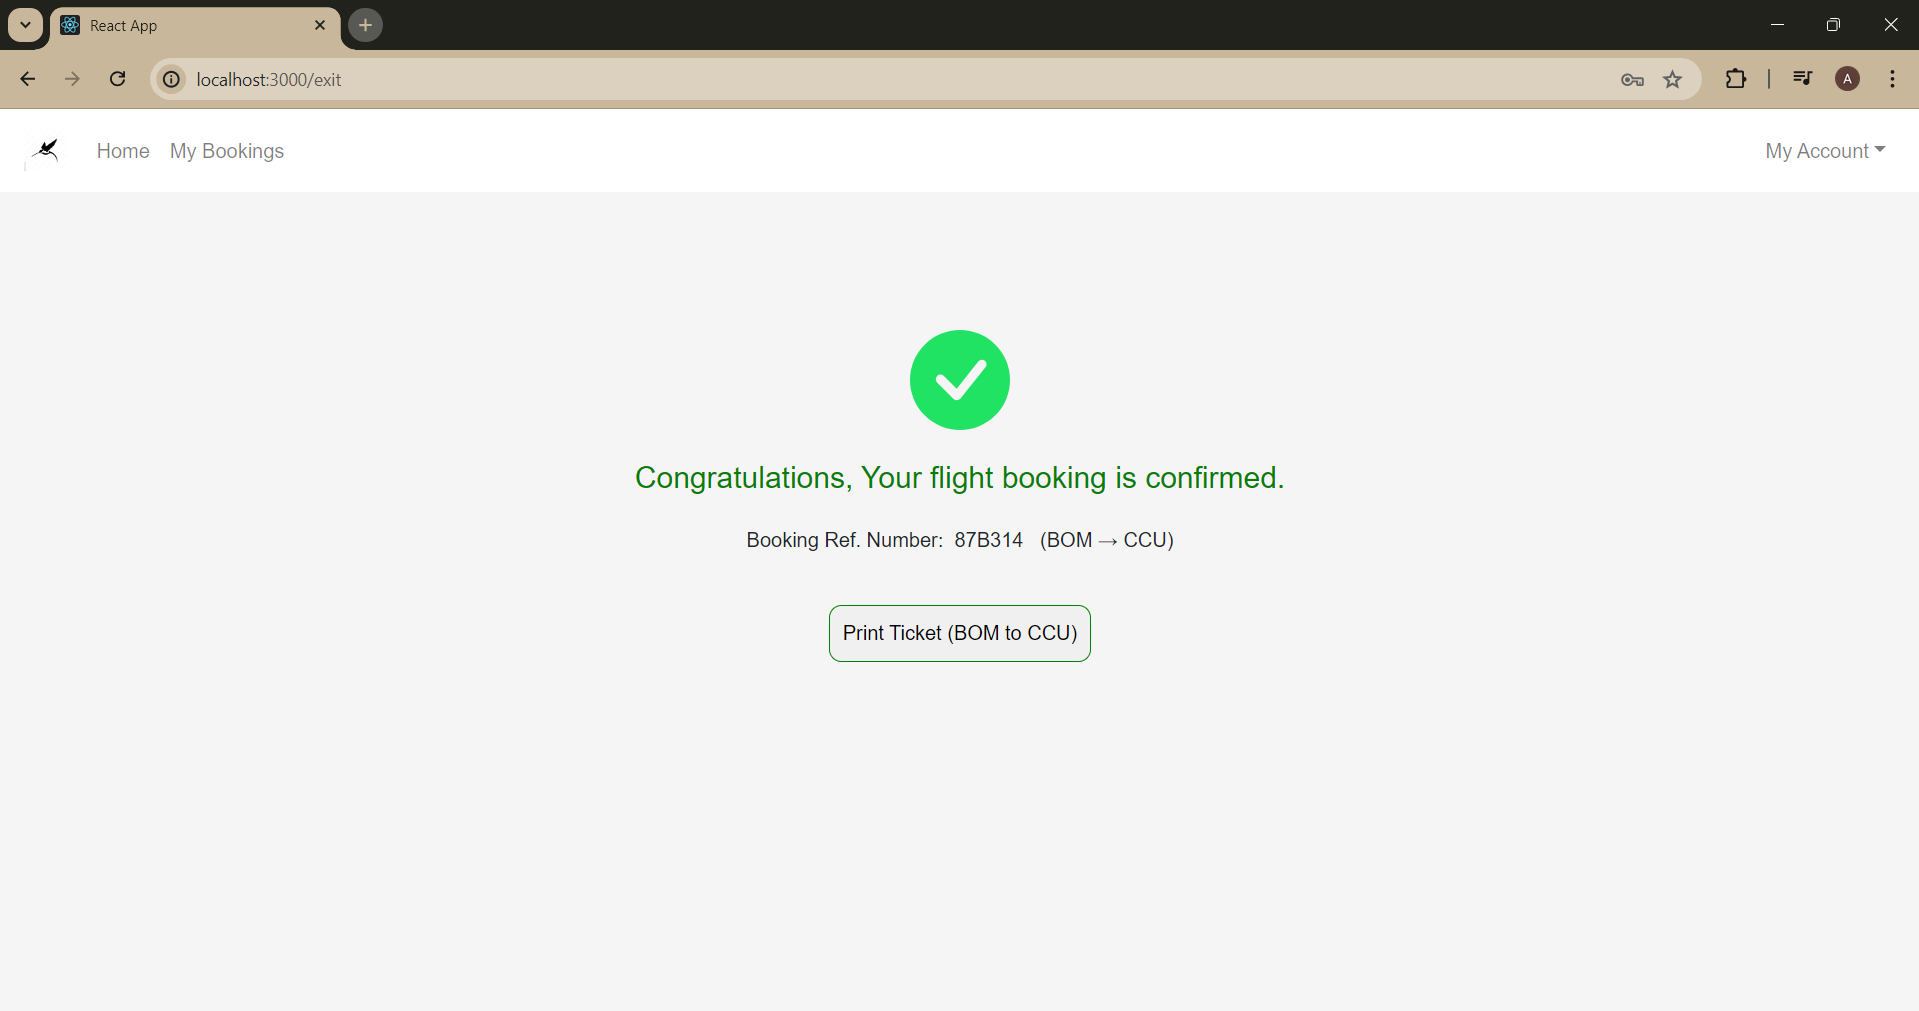 React App
localhost:3000/exit
A
Home My Bookings
My Account
Congratulations, Your flight booking is confirmed.
Booking Ref. Number: 87B314 (BOM → CCU)
Print Ticket (BOM to CCU)